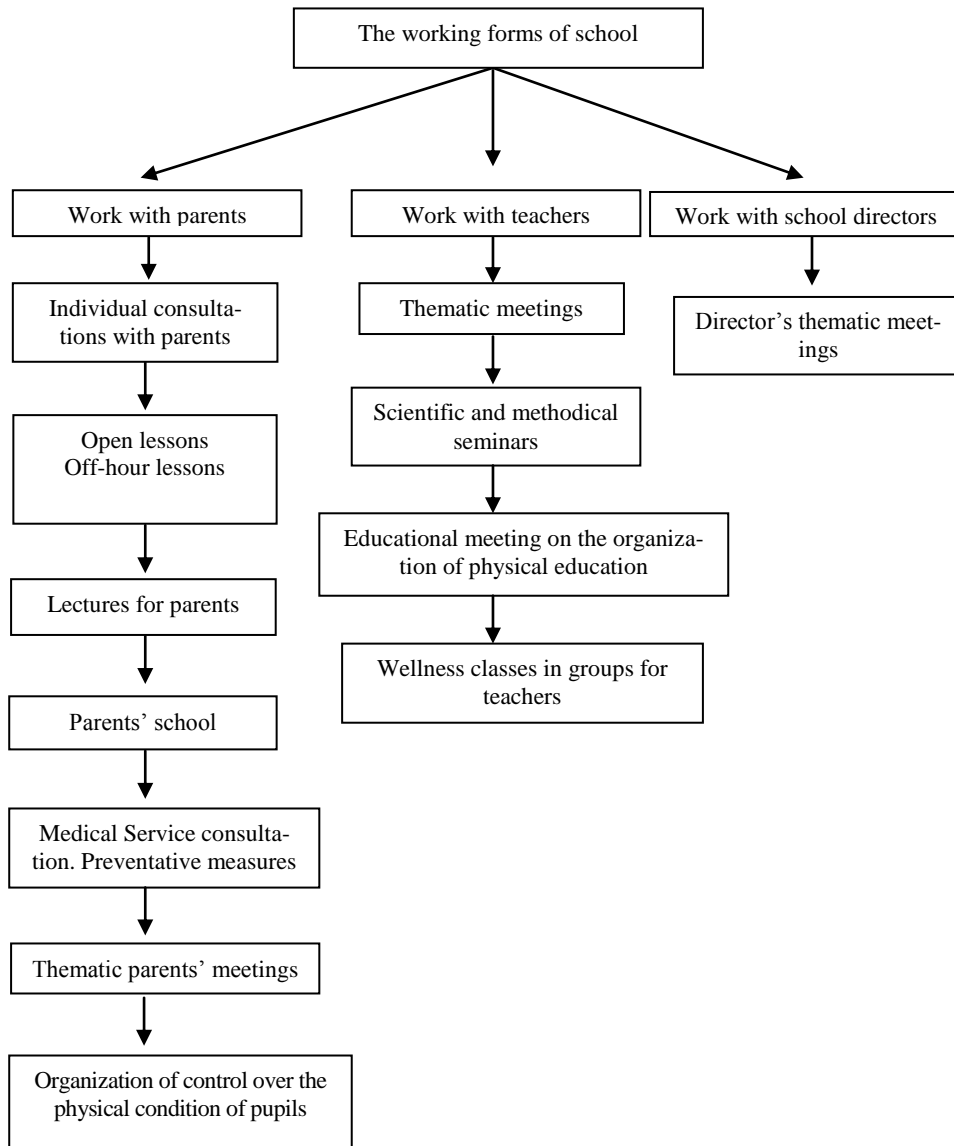 The working forms of school
Work with parents
Work with teachers
Work with school directors
Individual consulta-
tions with parents
Thematic meetings
Director’s thematic meet-
ings
Open lessons
Off-hour lessons
Scientific and methodical
seminars
Educational meeting on the organiza-
tion of physical education
Lectures for parents
Wellness classes in groups for
teachers
Parents’ school
Medical Service consulta-
tion. Preventative measures
Thematic parents’ meetings
Organization of control over the
physical condition of pupils